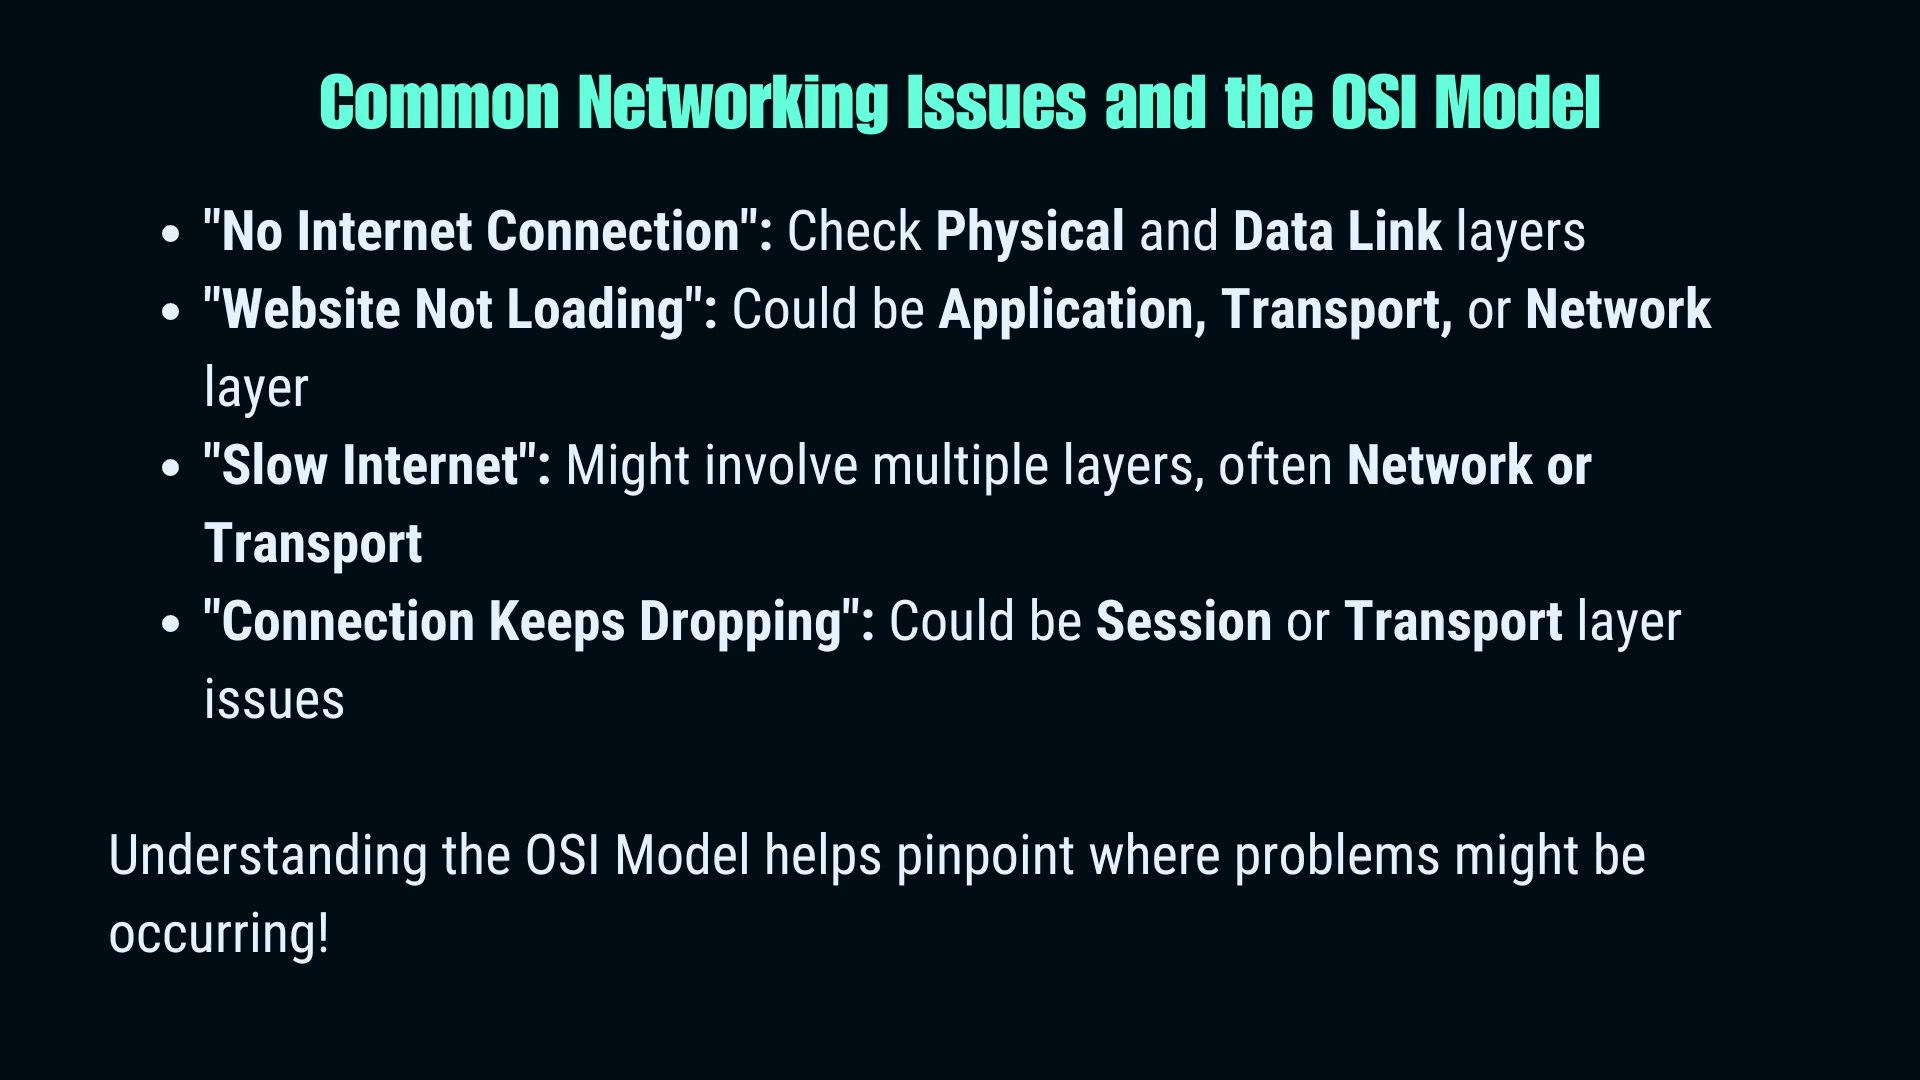 Common Networking Issues and the OSI Model
• "No Internet Connection": Check Physical and Data Link layers
• "Website Not Loading": Could be Application, Transport, or Network
layer
• "Slow Internet": Might involve multiple layers, often Network or
Transport
• "Connection Keeps Dropping": Could be Session or Transport layer
issues
Understanding the OSI Model helps pinpoint where problems might be
occurring!